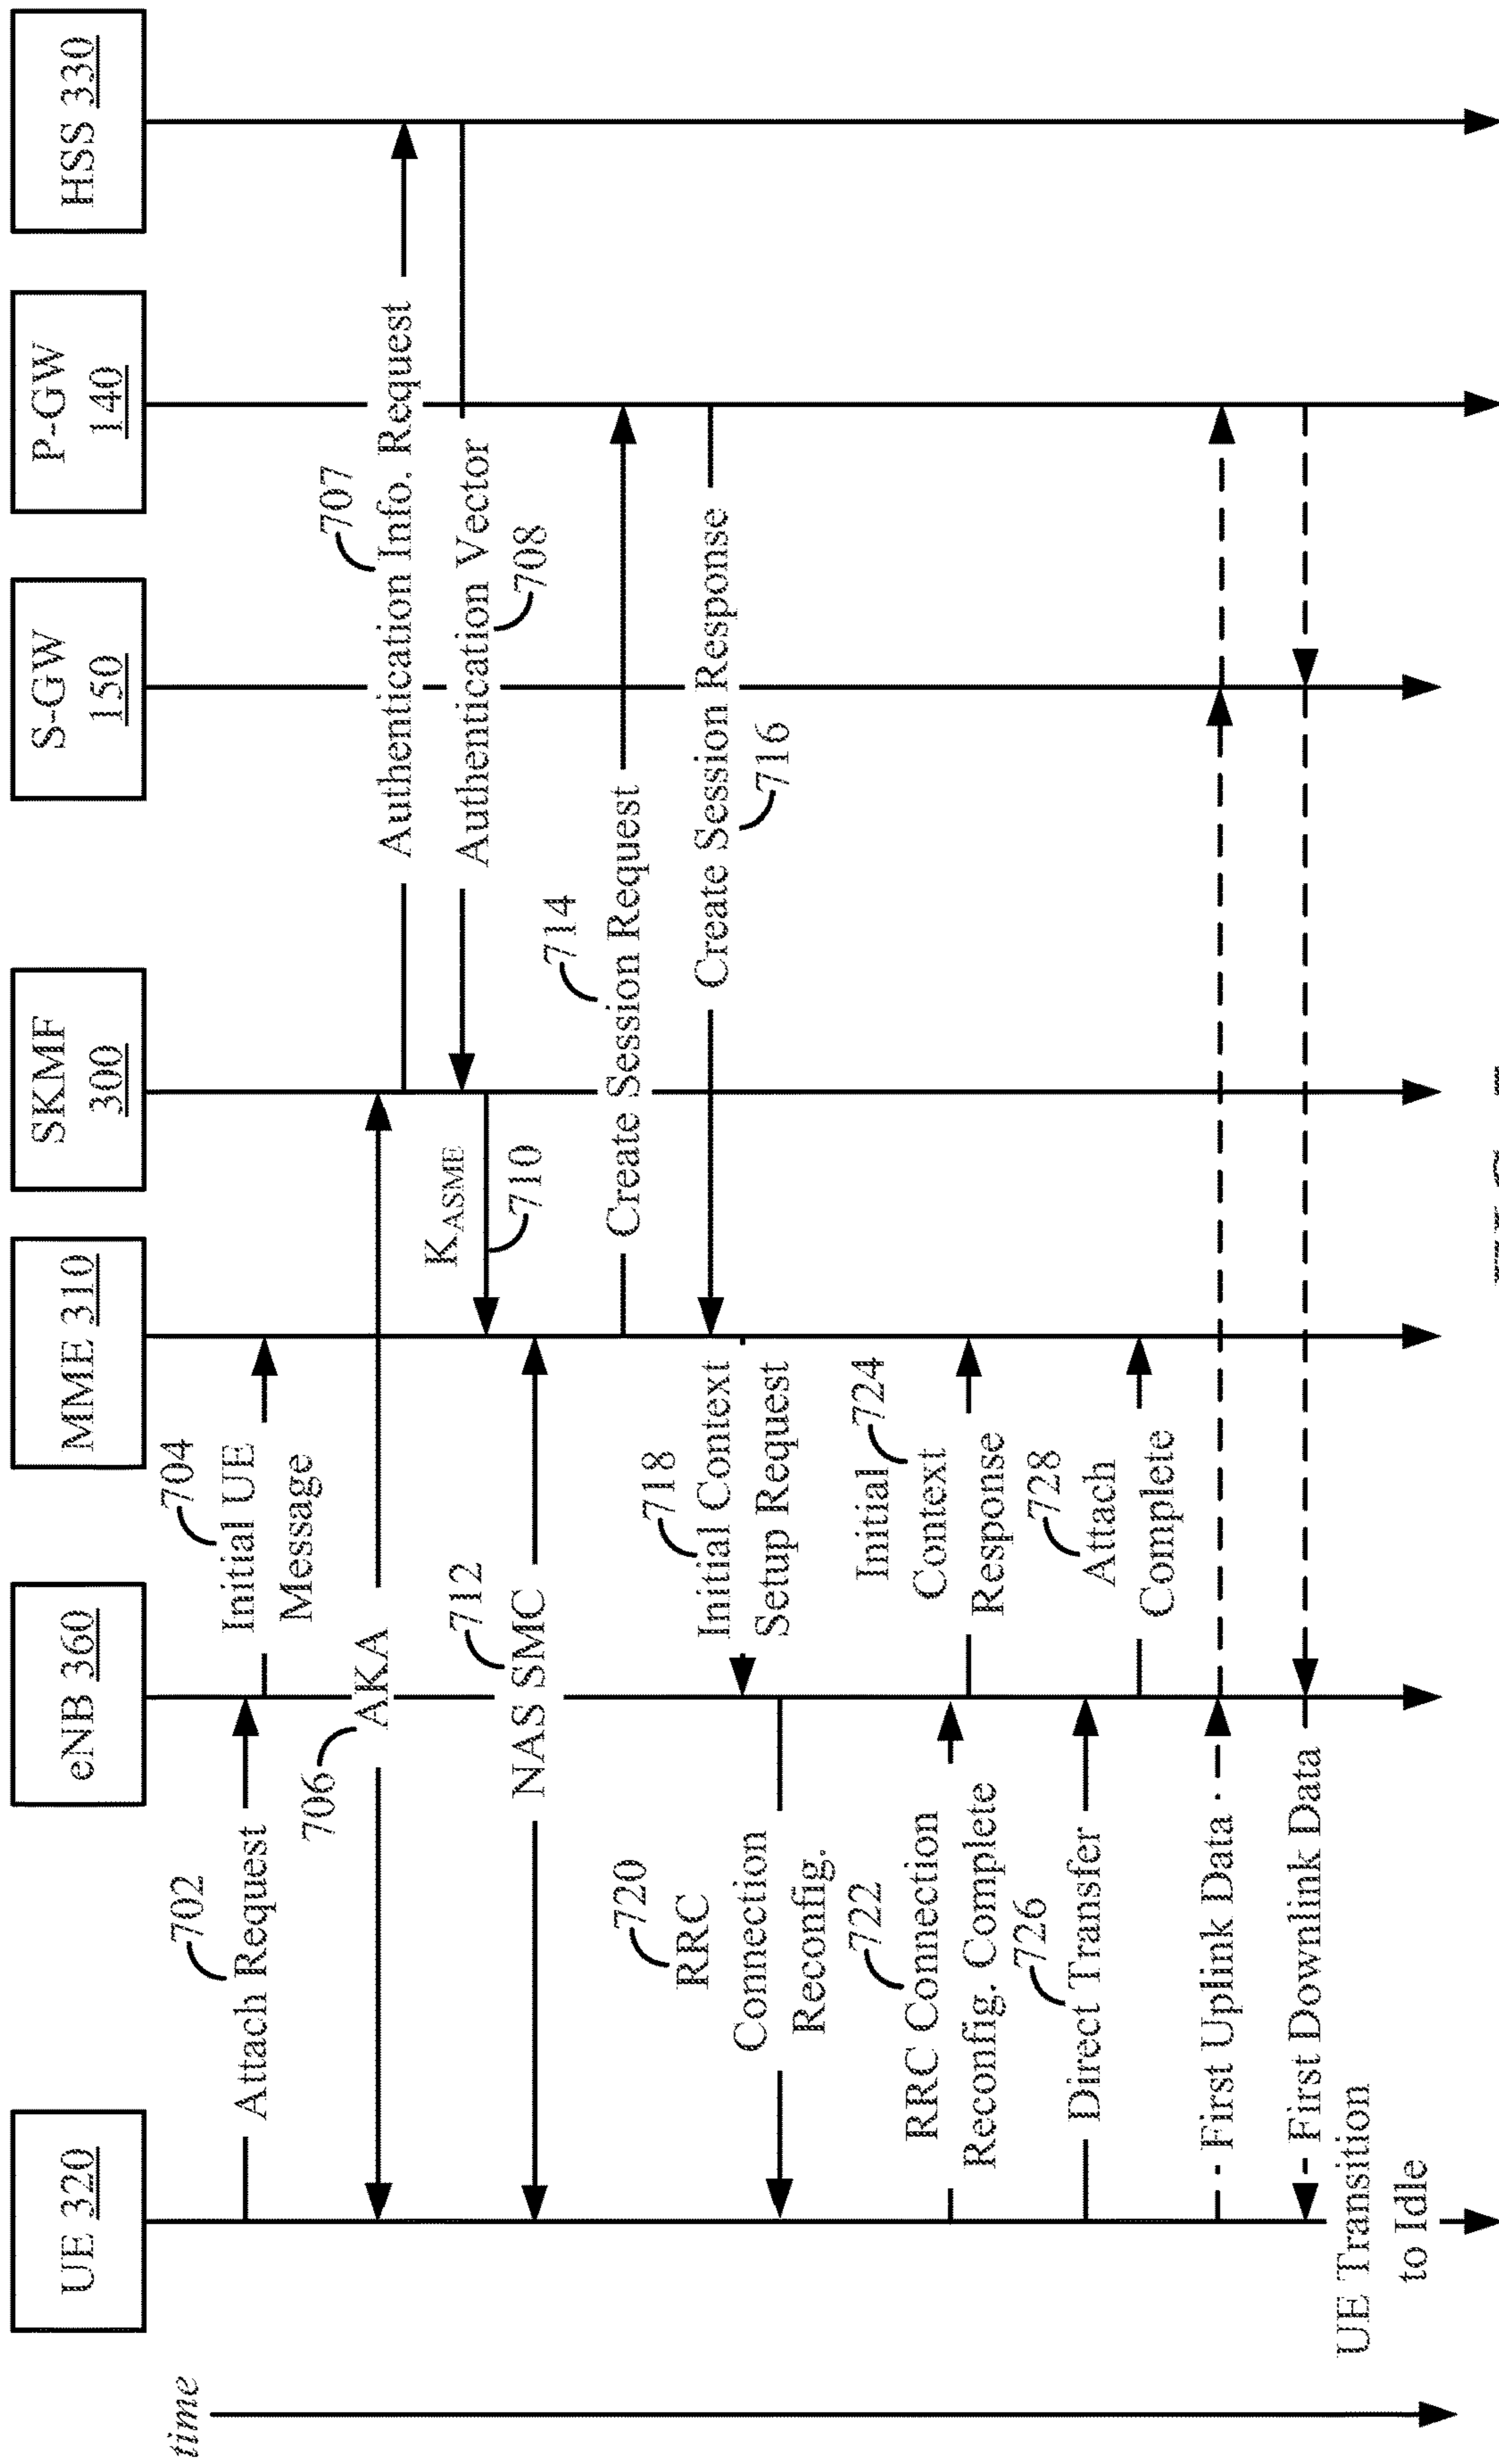 time
UE 320
eNB 360
MME 310
SKMF
300
S-GW
150
P-GW
140
HSS 330
702
Attach Request
704
Initial UE
Message
706
AKA
707
Authentication Info. Request
Authentication Vector
708
KASME
710
712
NAS SMC
714
Create Session Request
Create Session Response
716
718
Initial Context
Setup Request
720
RRC
Connection
Reconfig.
722
RRC Connection
Reconfig. Complete
724
Initial
Context
Response
726
Direct Transfer
728
Attach
Complete
First Uplink Data
First Downlink Data
UE Transition
to Idle